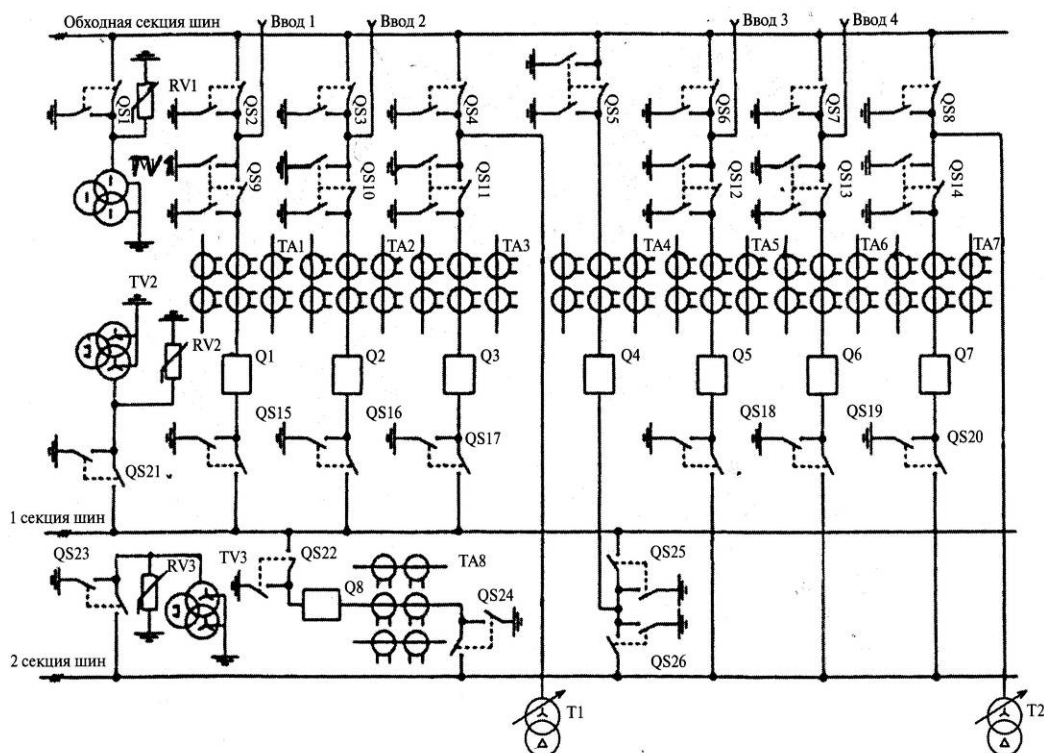 Обходная секция шин
Ввод 1
Ввод 2
Ввод 3
Ввод 4
RV1
QS1
QS2
QS3
QS4
QS5
QS6
QS7
QS8
TV1
QS9
QS10
QS11
QS12
QS13
QS14
TA1
TA2
TA3
TA4
TA5
TA6
TA7
TV2
RV2
Q1
Q2
Q3
Q4
Q5
Q6
Q7
QS15
QS16
QS17
QS18
QS19
QS20
QS21
1 секция шин
QS23
RV3
TV3
QS22
Q8
TA8
QS24
QS25
QS26
2 секция шин
T1
T2